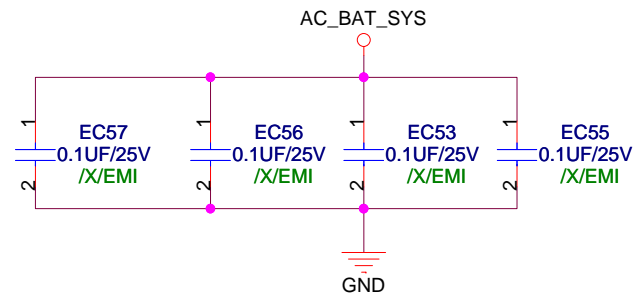 AC_BAT_SYS
1
1
1
1
EC57
EC56
EC53
EC55
0.1UF/25V
0.1UF/25V
0.1UF/25V
0.1UF/25V
/X/EMI
/X/EMI
/X/EMI
/X/EMI
2
2
2
2
GND